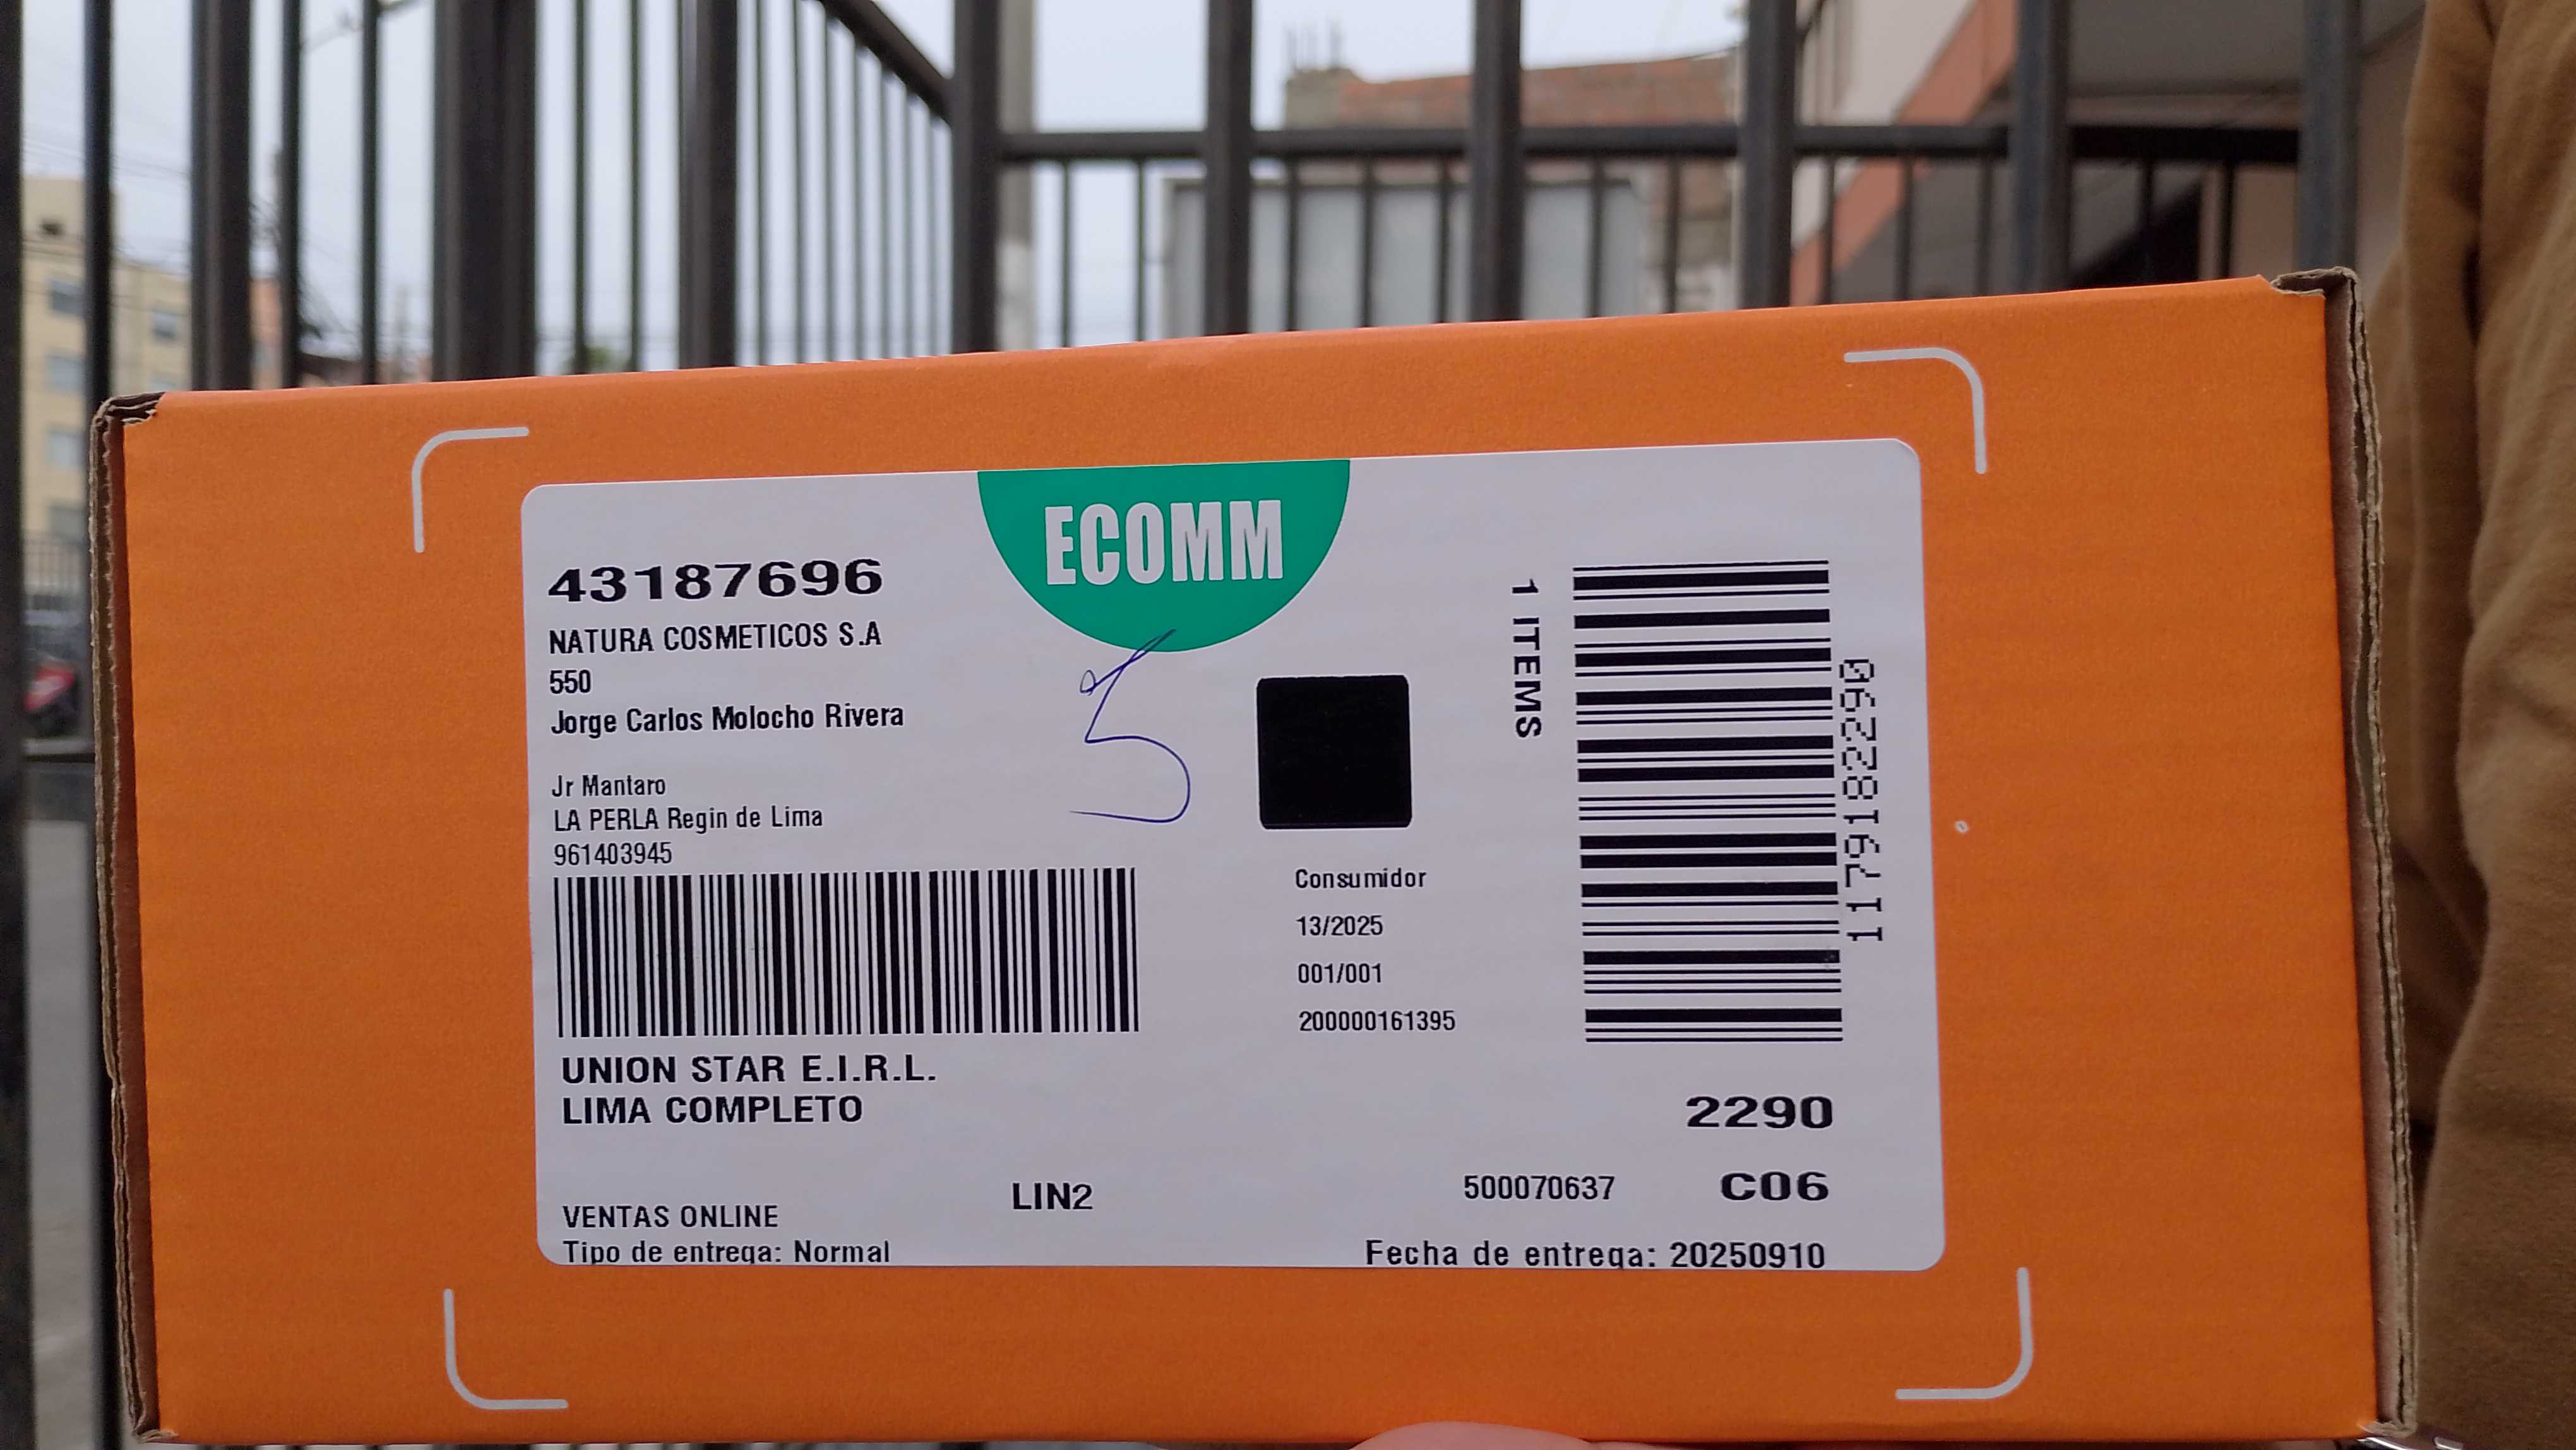 ECOMM
43187696
NATURA COSMETICOS S.A
550
Jorge Carlos Molocho Rivera
5
Jr Mantaro
LA PERLA Regin de Lima
961403945
1 ITEMS
11791822290
Consumidor
13/2025
001/001
200000161395
UNION STAR E.I.R.L.
LIMA COMPLETO
2290
LIN2
500070637
C06
VENTAS ONLINE
Tipo de entrega: Normal
Fecha de entrega: 20250910